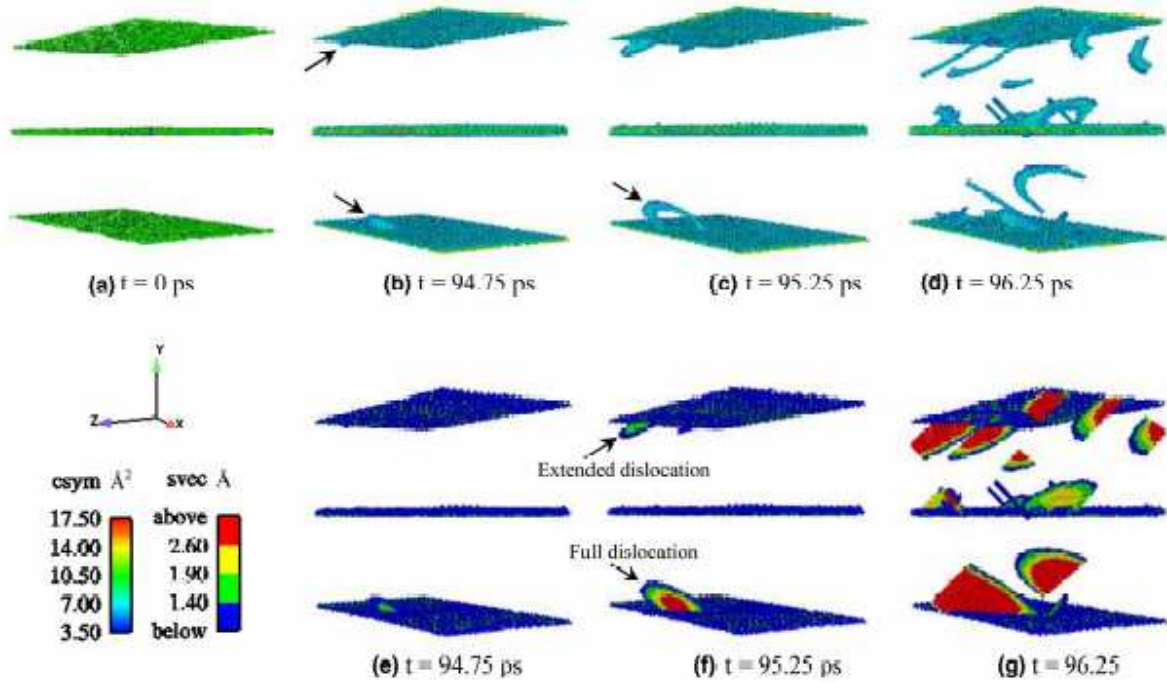 (a) t = 0 ps
(b) t = 94.75 ps
(c) t = 95.25 ps
(d) t = 96.25 ps
Y
Z
X
csym Å²
svec Å
17.50
14.00
10.50
7.00
3.50
above
2.60
1.90
1.40
below
Extended dislocation
Full dislocation
(e) t = 94.75 ps
(f) t = 95.25 ps
(g) t = 96.25